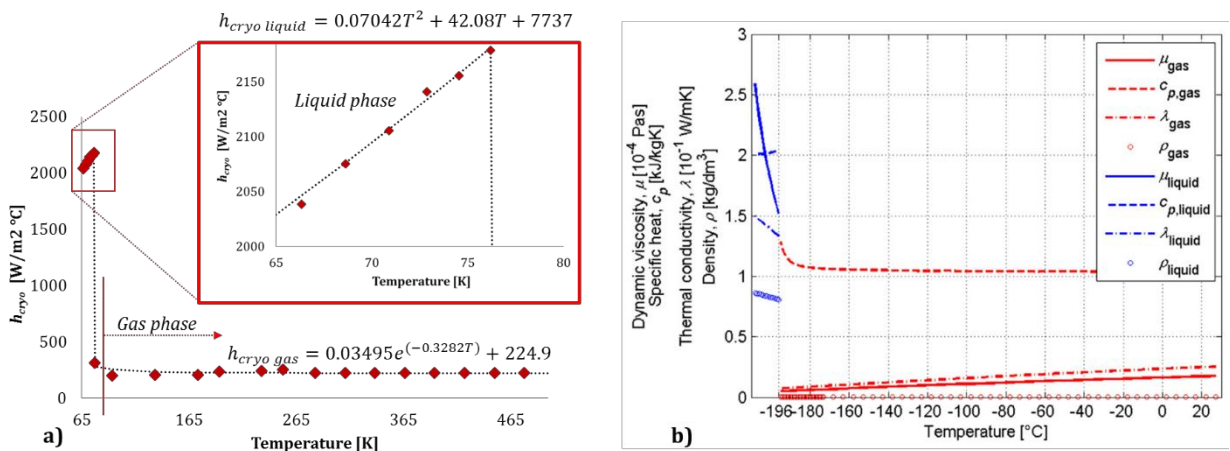 h_cryo liquid = 0.07042T² + 42.08T + 7737
h_cryo [W/m2 °C]
2500
2000
1500
1000
500
0
65
165
265
365
465
Temperature [K]
a)
h_cryo [W/m2 °C]
2150
2100
2050
2000
65
70
75
80
Temperature [K]
Liquid phase
Gas phase
h_cryo gas = 0.03495e^(−0.3282T) + 224.9
Dynamic viscosity, μ [10⁻⁴ Pas]
Specific heat, c_p [kJ/kgK]
Thermal conductivity, λ [10⁻¹ W/mK]
Density, ρ [kg/dm³]
3
2.5
2
1.5
1
0.5
0
-196
-180
-160
-140
-120
-100
-80
-60
-40
-20
0
20
Temperature [°C]
b)
μ_gas
c_p,gas
λ_gas
ρ_gas
μ_liquid
c_p,liquid
λ_liquid
ρ_liquid